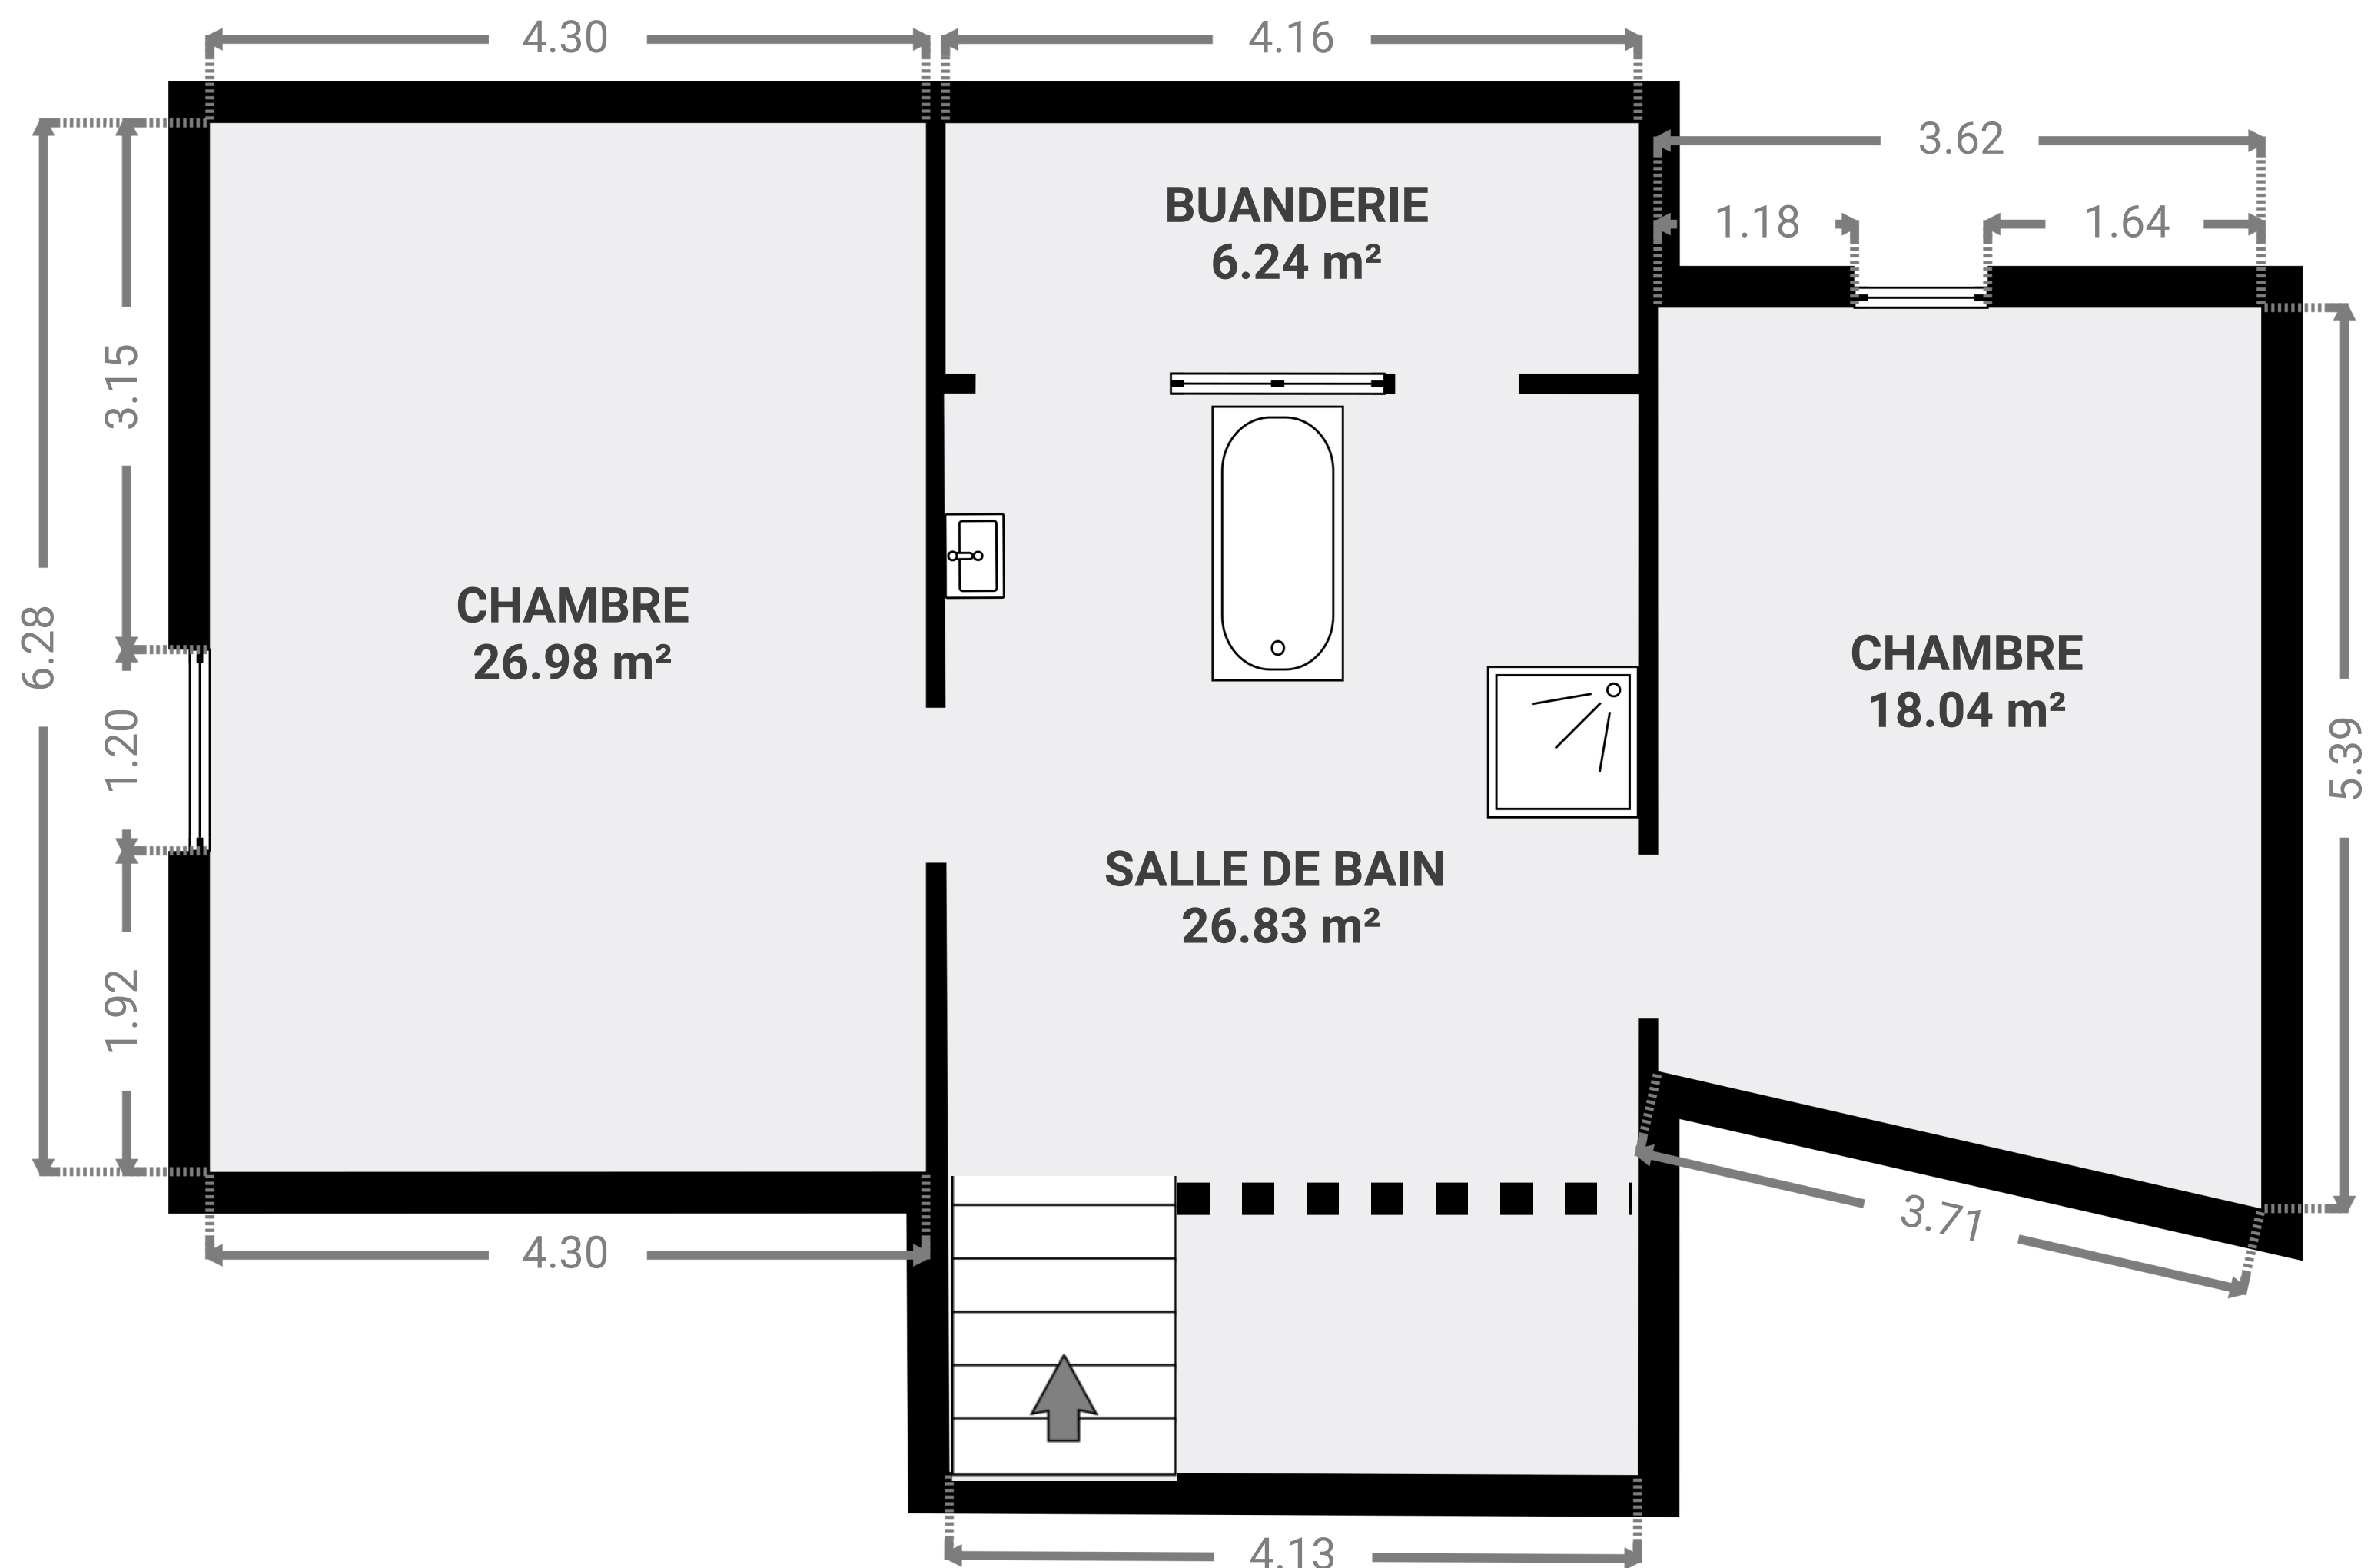 4.30
4.16
3.62
1.18
1.64
BUANDERIE
6.24 m²
3.15
6.28
CHAMBRE
26.98 m²
CHAMBRE
18.04 m²
1.20
5.39
SALLE DE BAIN
26.83 m²
1.92
3.71
4.30
4.13